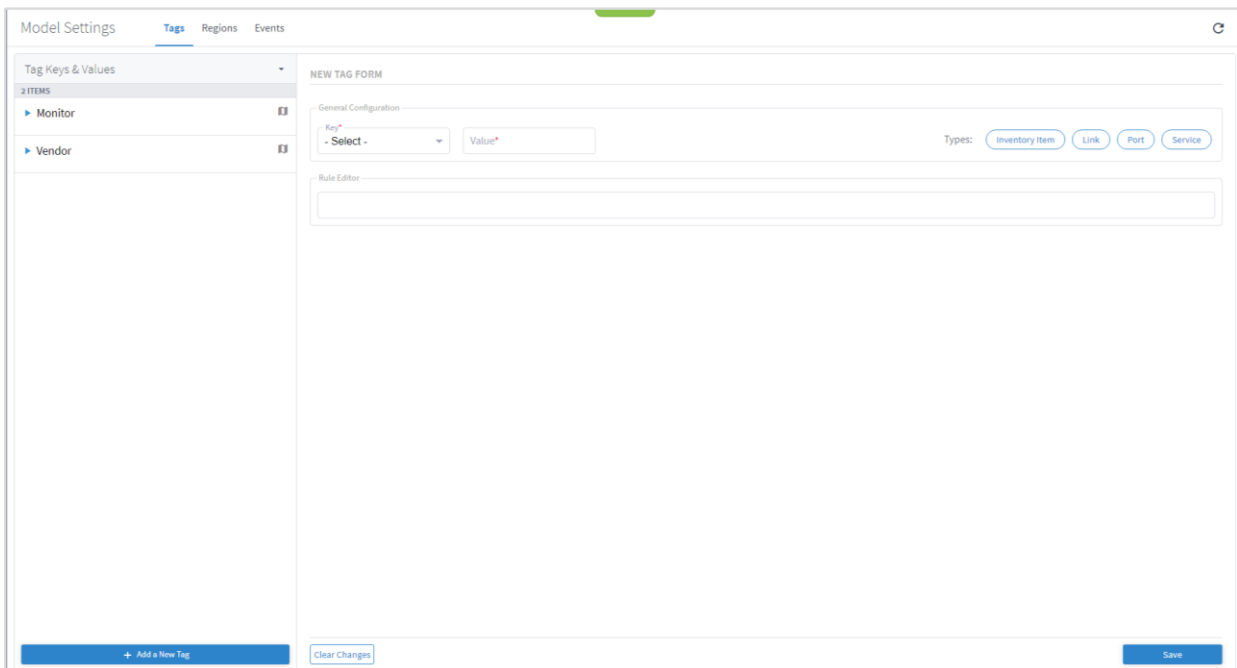 Model Settings Tags Regions Events
Tag Keys & Values
2 ITEMS
Monitor
Vendor
+ Add a New Tag
NEW TAG FORM
General Configuration
Key*
- Select -
Value*
Types: Inventory Item Link Port Service
Rule Editor
Clear Changes
Save